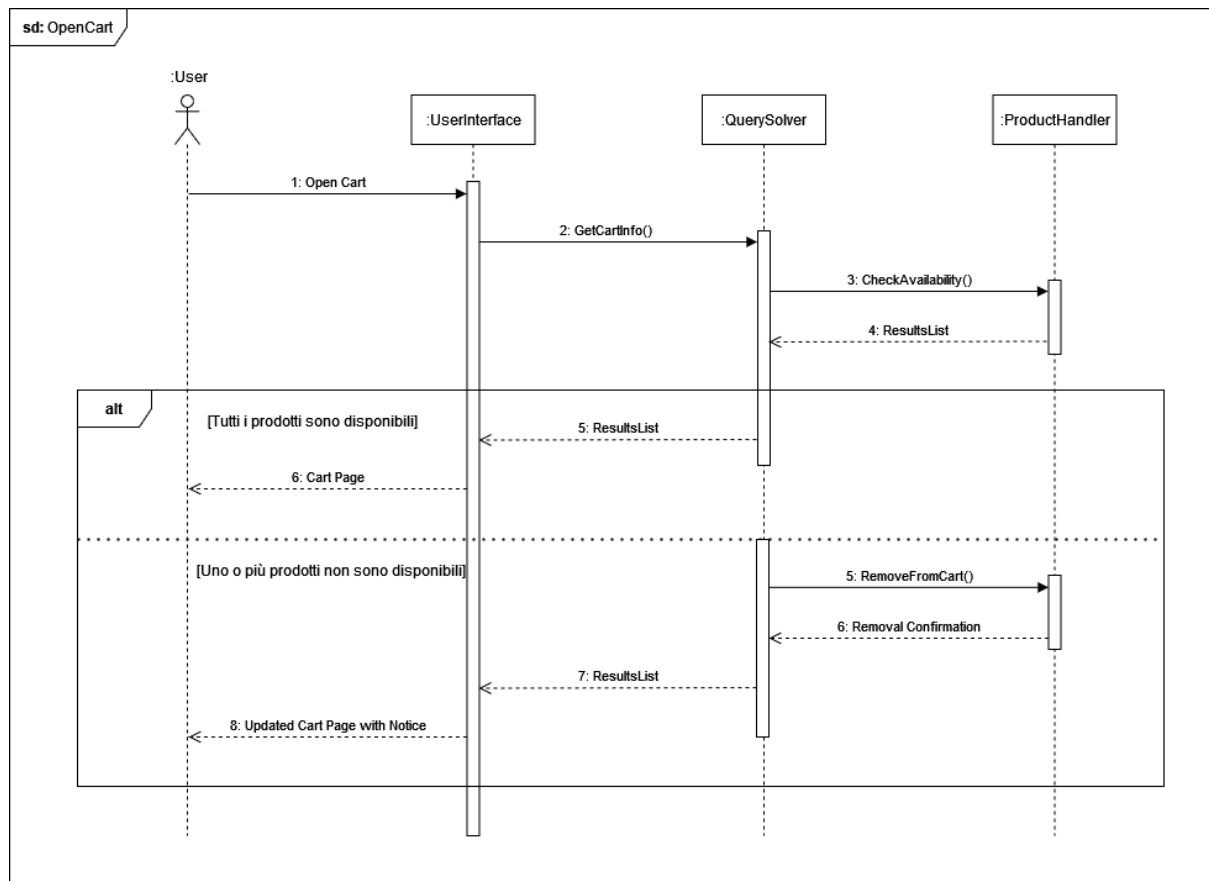 sd: OpenCart
:User
:UserInterface
:QuerySolver
:ProductHandler
1: Open Cart
2: GetCartInfo()
3: CheckAvailability()
4: ResultsList
alt
[Tutti i prodotti sono disponibili]
5: ResultsList
6: Cart Page
[Uno o più prodotti non sono disponibili]
5: RemoveFromCart()
6: Removal Confirmation
7: ResultsList
8: Updated Cart Page with Notice